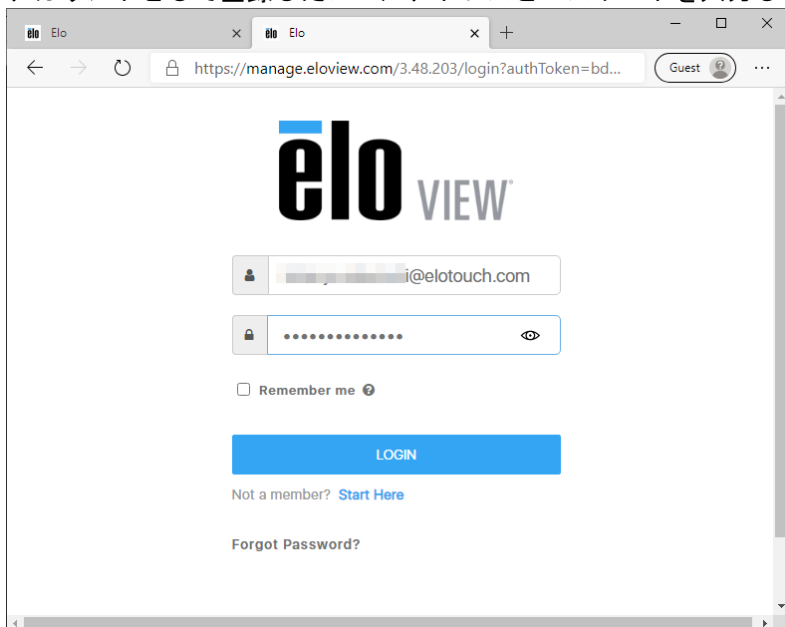 Elo Elo
https://manage.eloview.com/3.48.203/login?authToken=bd... Guest
elo VIEW
i@elotouch.com
Remember me
LOGIN
Not a member? Start Here
Forgot Password?